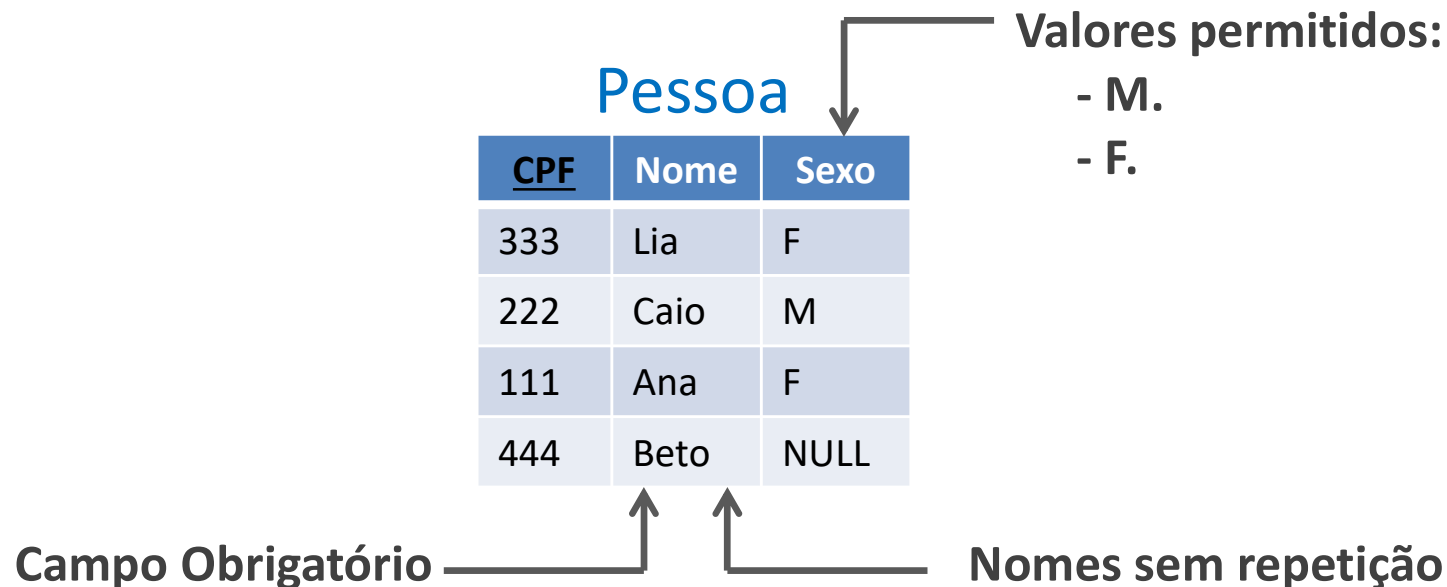 Valores permitidos:
- M.
- F.
Pessoa
CPF Nome Sexo
333 Lia F
222 Caio M
111 Ana F
444 Beto NULL
Campo Obrigatório
Nomes sem repetição